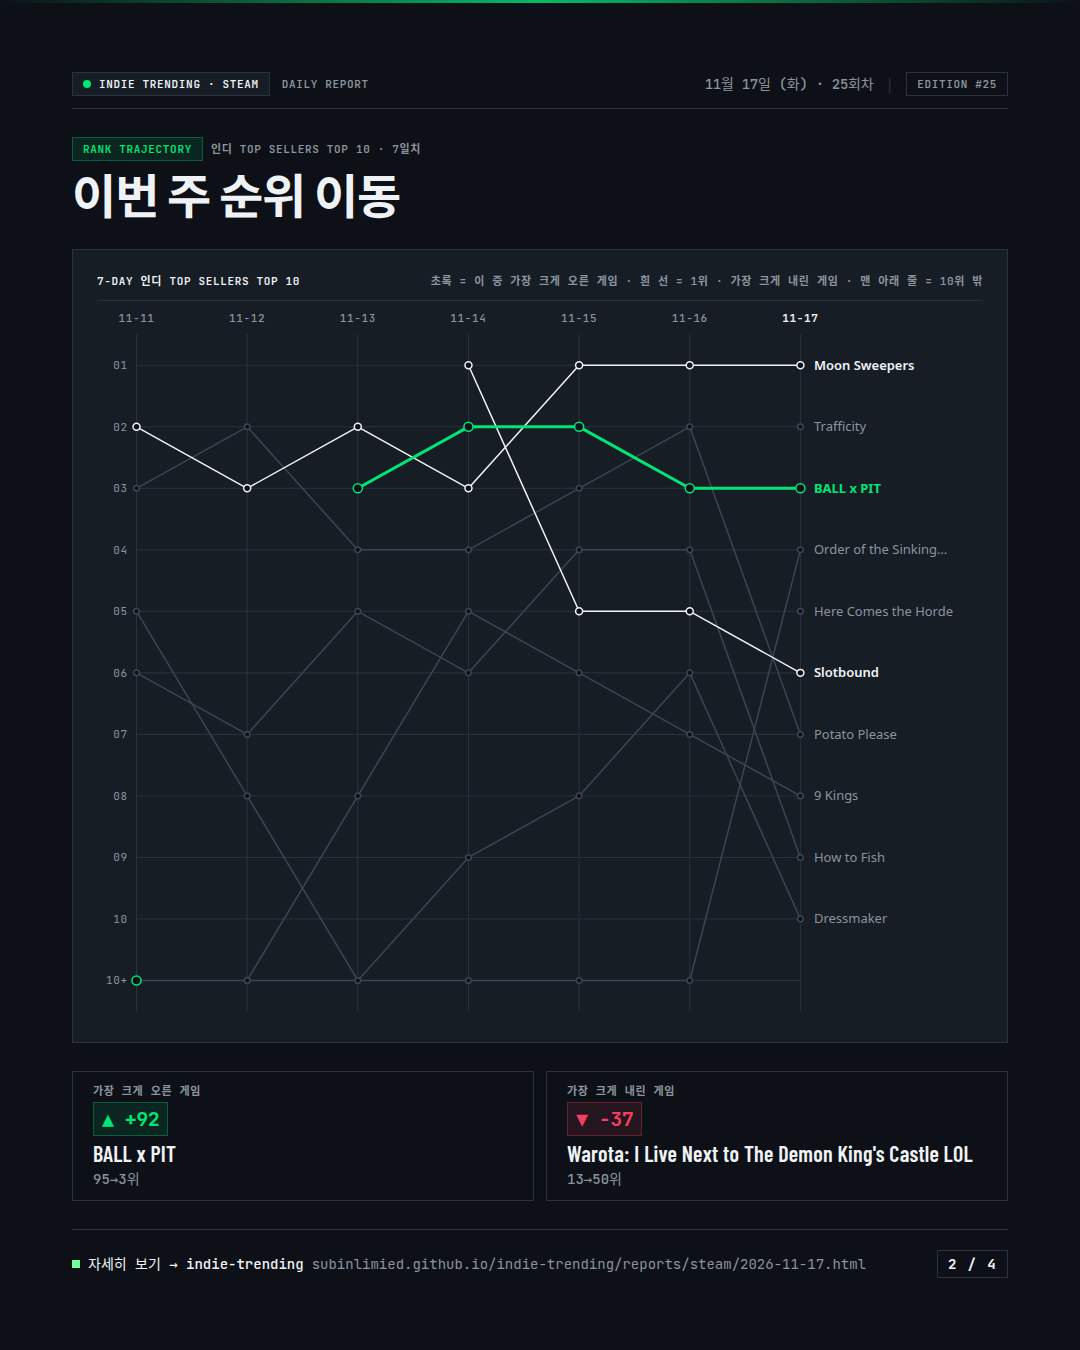 INDIE TRENDING · STEAM DAILY REPORT 11월 17일 (화) · 25회차 | EDITION #25
RANK TRAJECTORY 인디 TOP SELLERS TOP 10 · 7일치
이번 주 순위 이동
7-DAY 인디 TOP SELLERS TOP 10 초록 = 이 중 가장 크게 오른 게임 · 흰 선 = 1위 · 가장 크게 내린 게임 · 맨 아래 줄 = 10위 밖
11-11 11-12 11-13 11-14 11-15 11-16 11-17
01 Moon Sweepers
02 Trafficity
03 BALL x PIT
04 Order of the Sinking…
05 Here Comes the Horde
06 Slotbound
07 Potato Please
08 9 Kings
09 How to Fish
10 Dressmaker
10+
가장 크게 오른 게임
▲ +92
BALL x PIT
95→3위
가장 크게 내린 게임
▼ -37
Warota: I Live Next to The Demon King's Castle LOL
13→50위
자세히 보기 → indie-trending subinlimied.github.io/indie-trending/reports/steam/2026-11-17.html 2 / 4